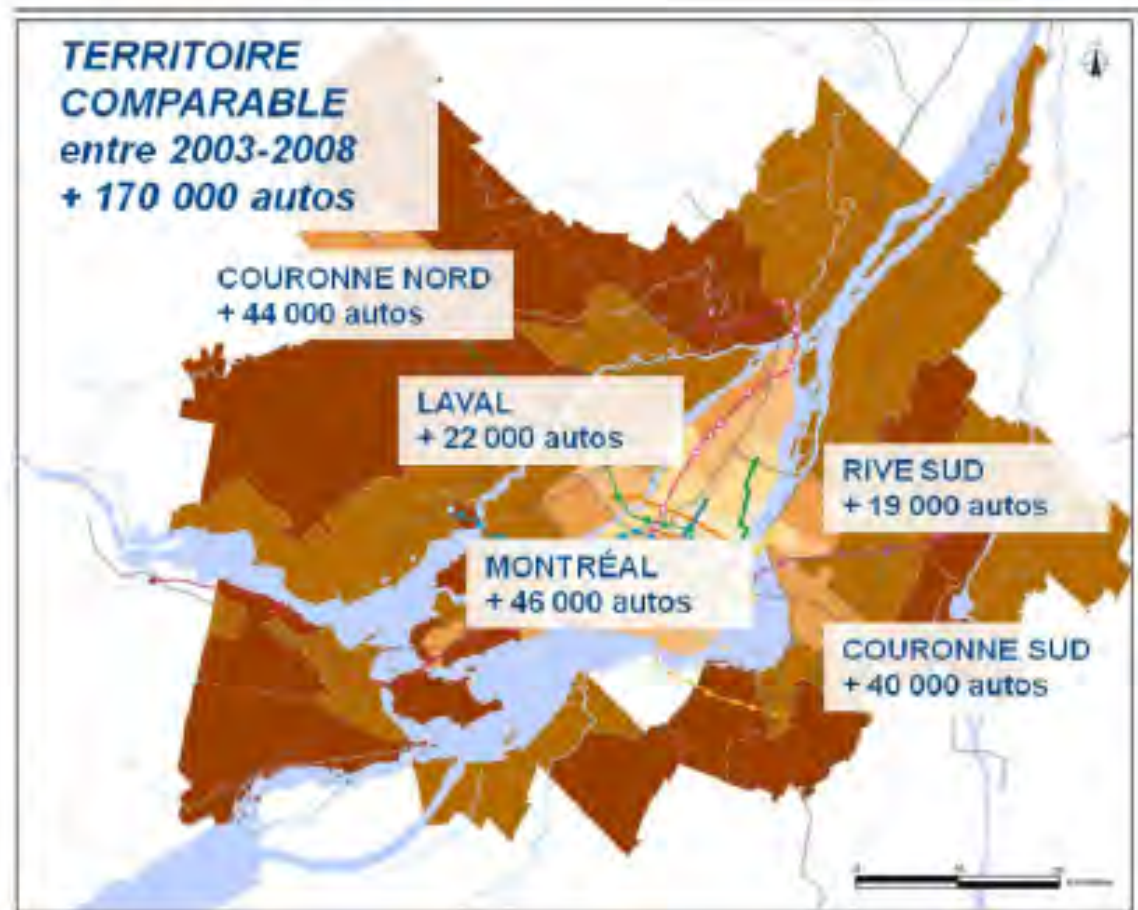 TERRITOIRE
COMPARABLE
entre 2003-2008
+ 170 000 autos
COURONNE NORD
+ 44 000 autos
LAVAL
+ 22 000 autos
RIVE SUD
+ 19 000 autos
MONTRÉAL
+ 46 000 autos
COURONNE SUD
+ 40 000 autos